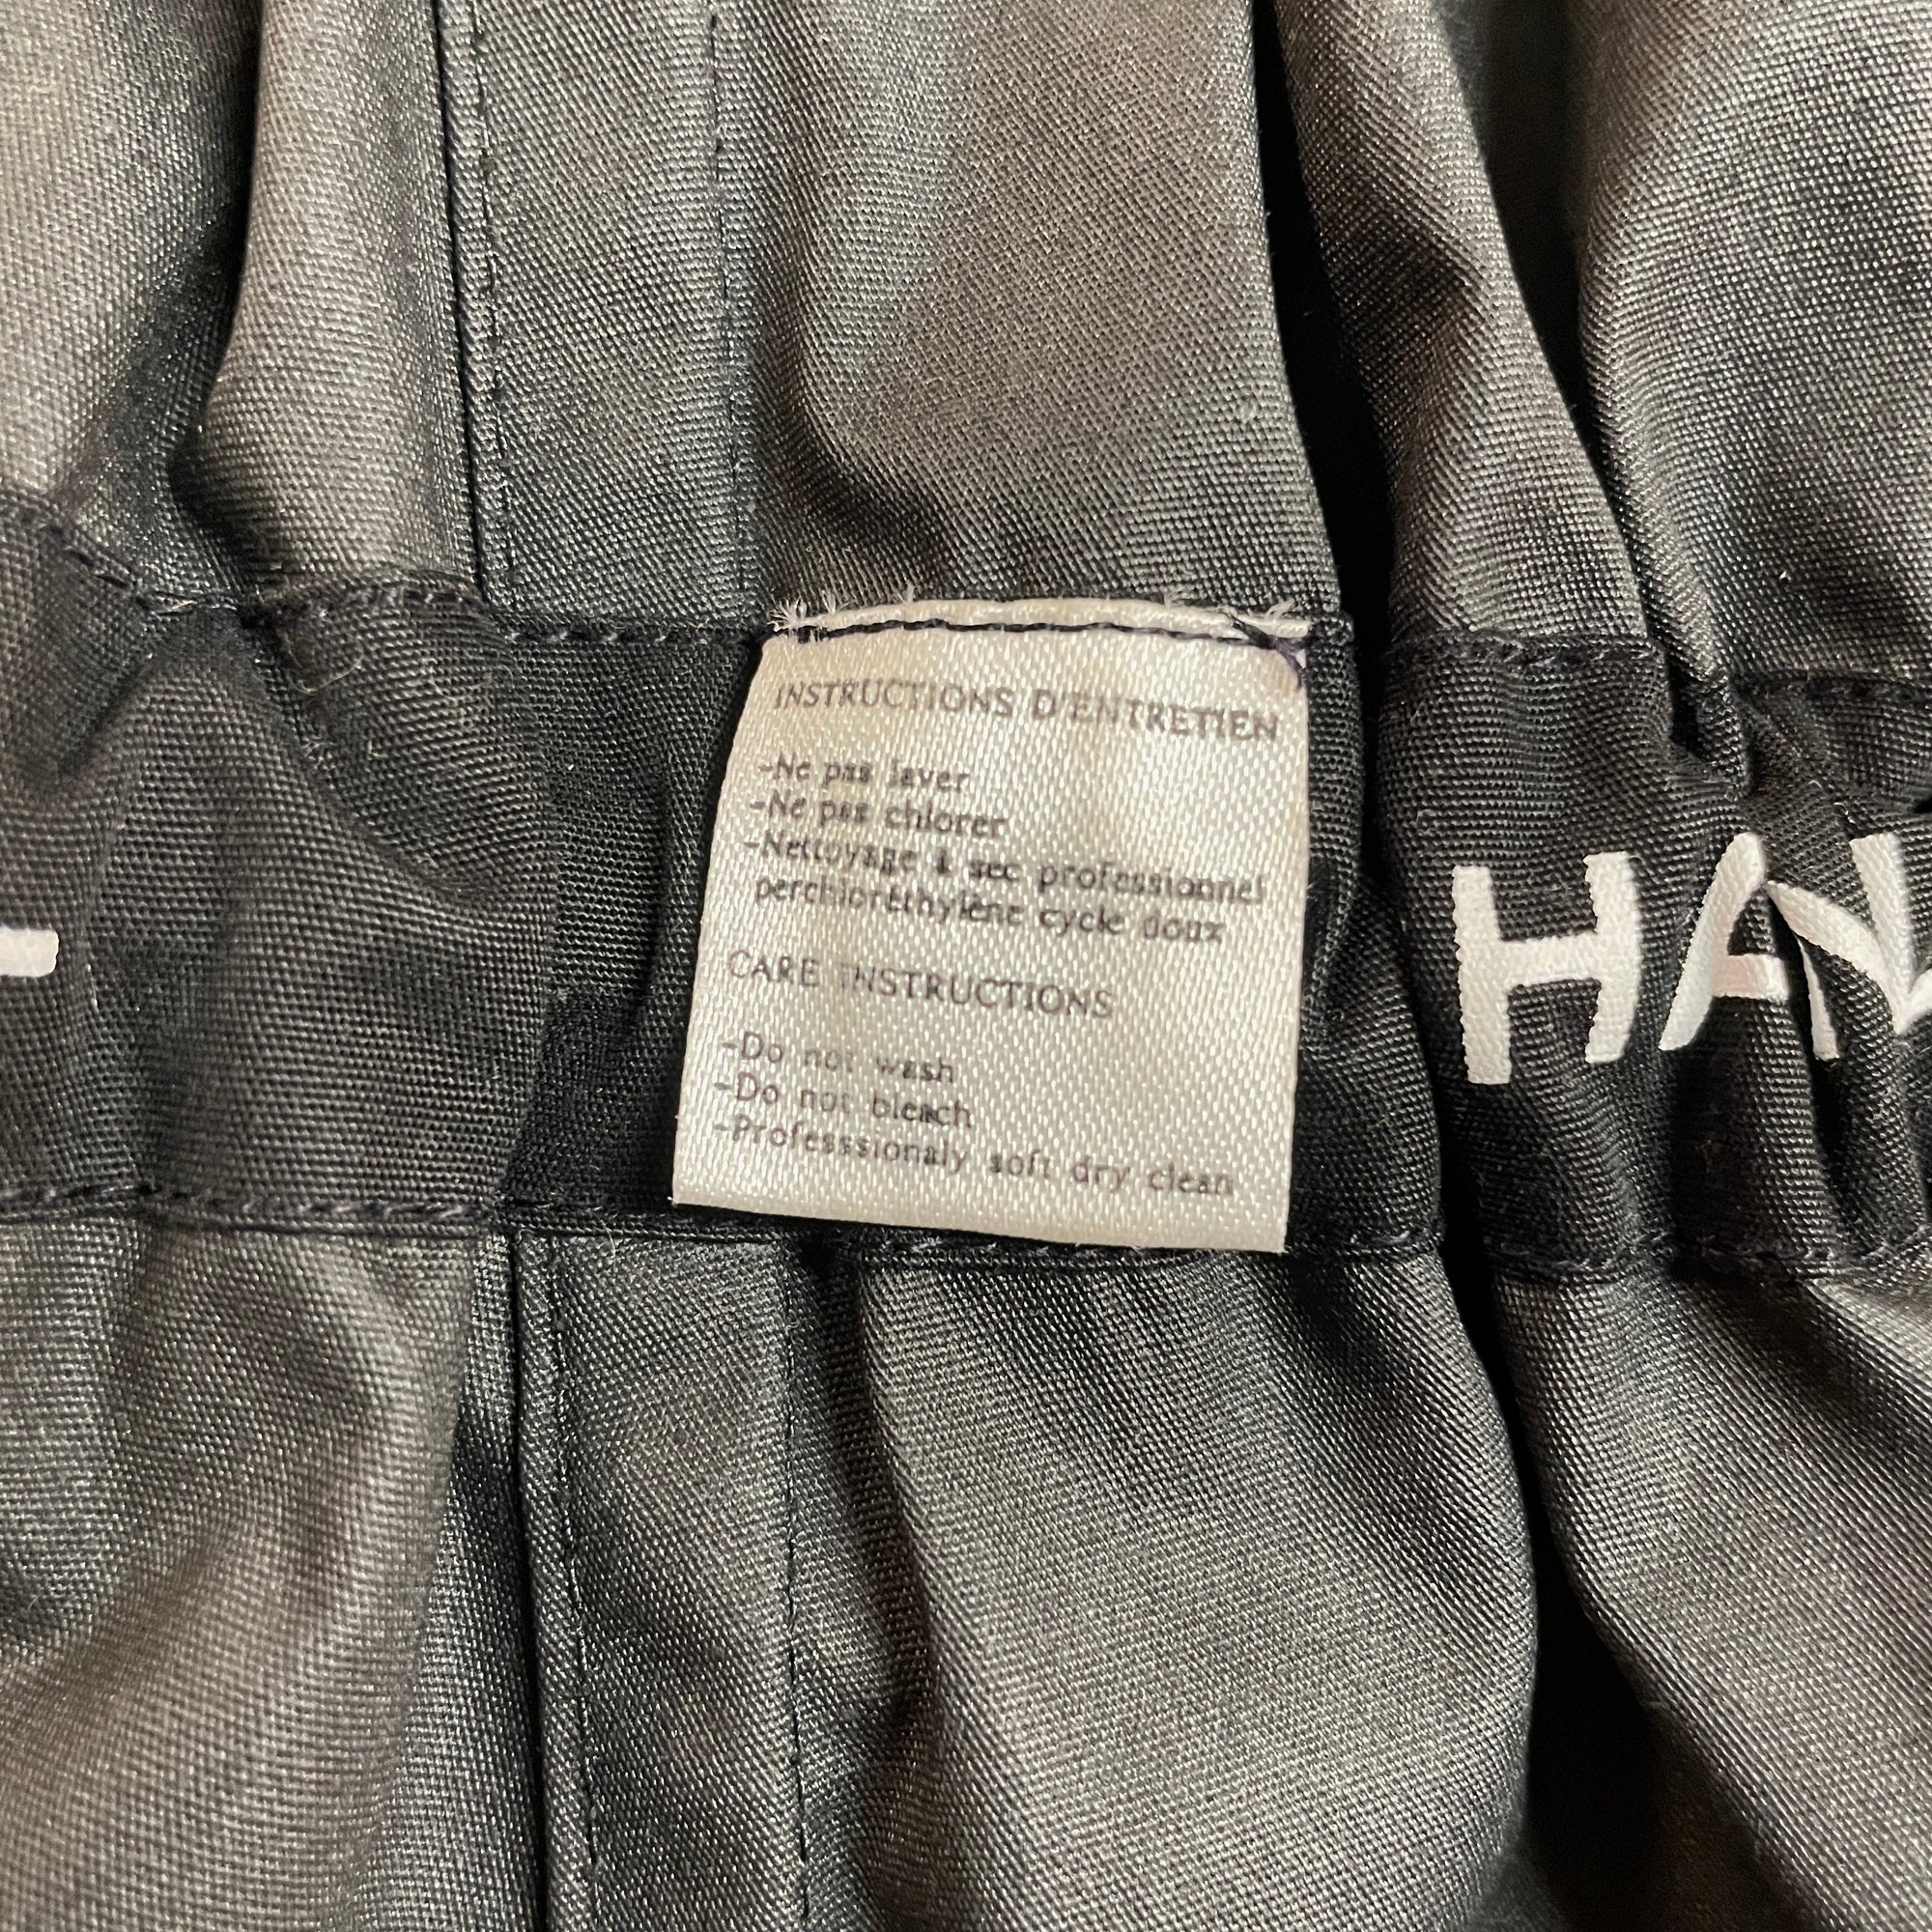 INSTRUCTIONS D'ENTRETIEN
-Ne pas laver
-Ne pas chlorer
-Nettoyage à sec professionnel
perchloréthylène cycle doux
CARE INSTRUCTIONS
-Do not wash
-Do not bleach
-Professsionaly soft dry clean
HAV